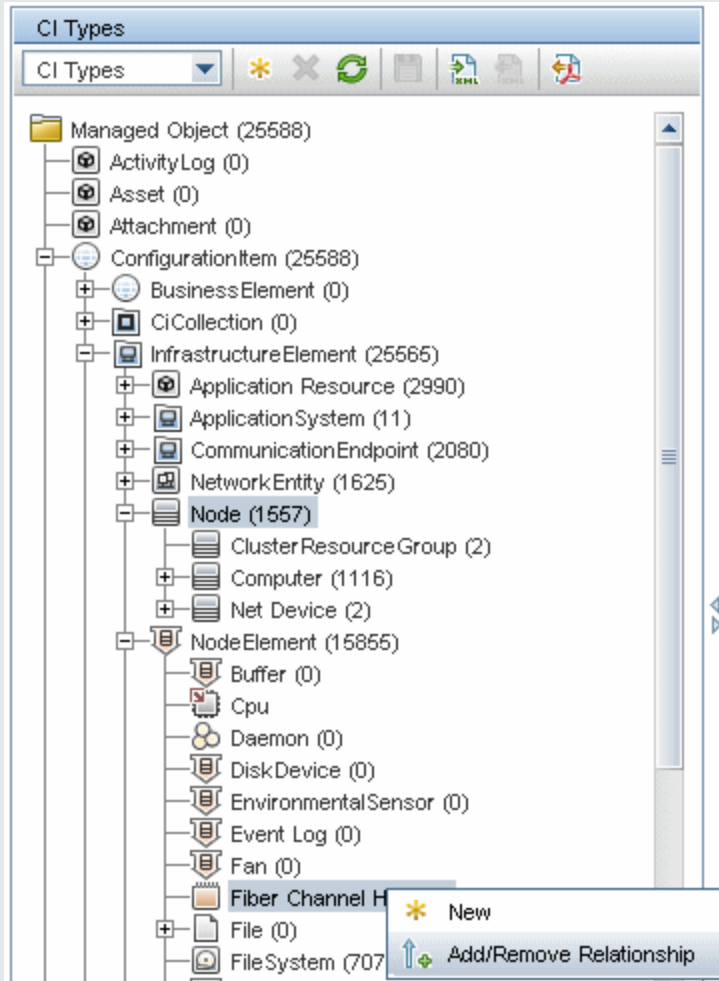 CI Types
CI Types
XML
XML
Managed Object (25588)
ActivityLog (0)
Asset (0)
Attachment (0)
ConfigurationItem (25588)
BusinessElement (0)
CiCollection (0)
InfrastructureElement (25565)
Application Resource (2990)
ApplicationSystem (11)
CommunicationEndpoint (2080)
NetworkEntity (1625)
Node (1557)
ClusterResourceGroup (2)
Computer (1116)
Net Device (2)
NodeElement (15855)
Buffer (0)
Cpu
Daemon (0)
DiskDevice (0)
EnvironmentalSensor (0)
Event Log (0)
Fan (0)
Fiber Channel H
New
File (0)
Add/Remove Relationship
FileSystem (707